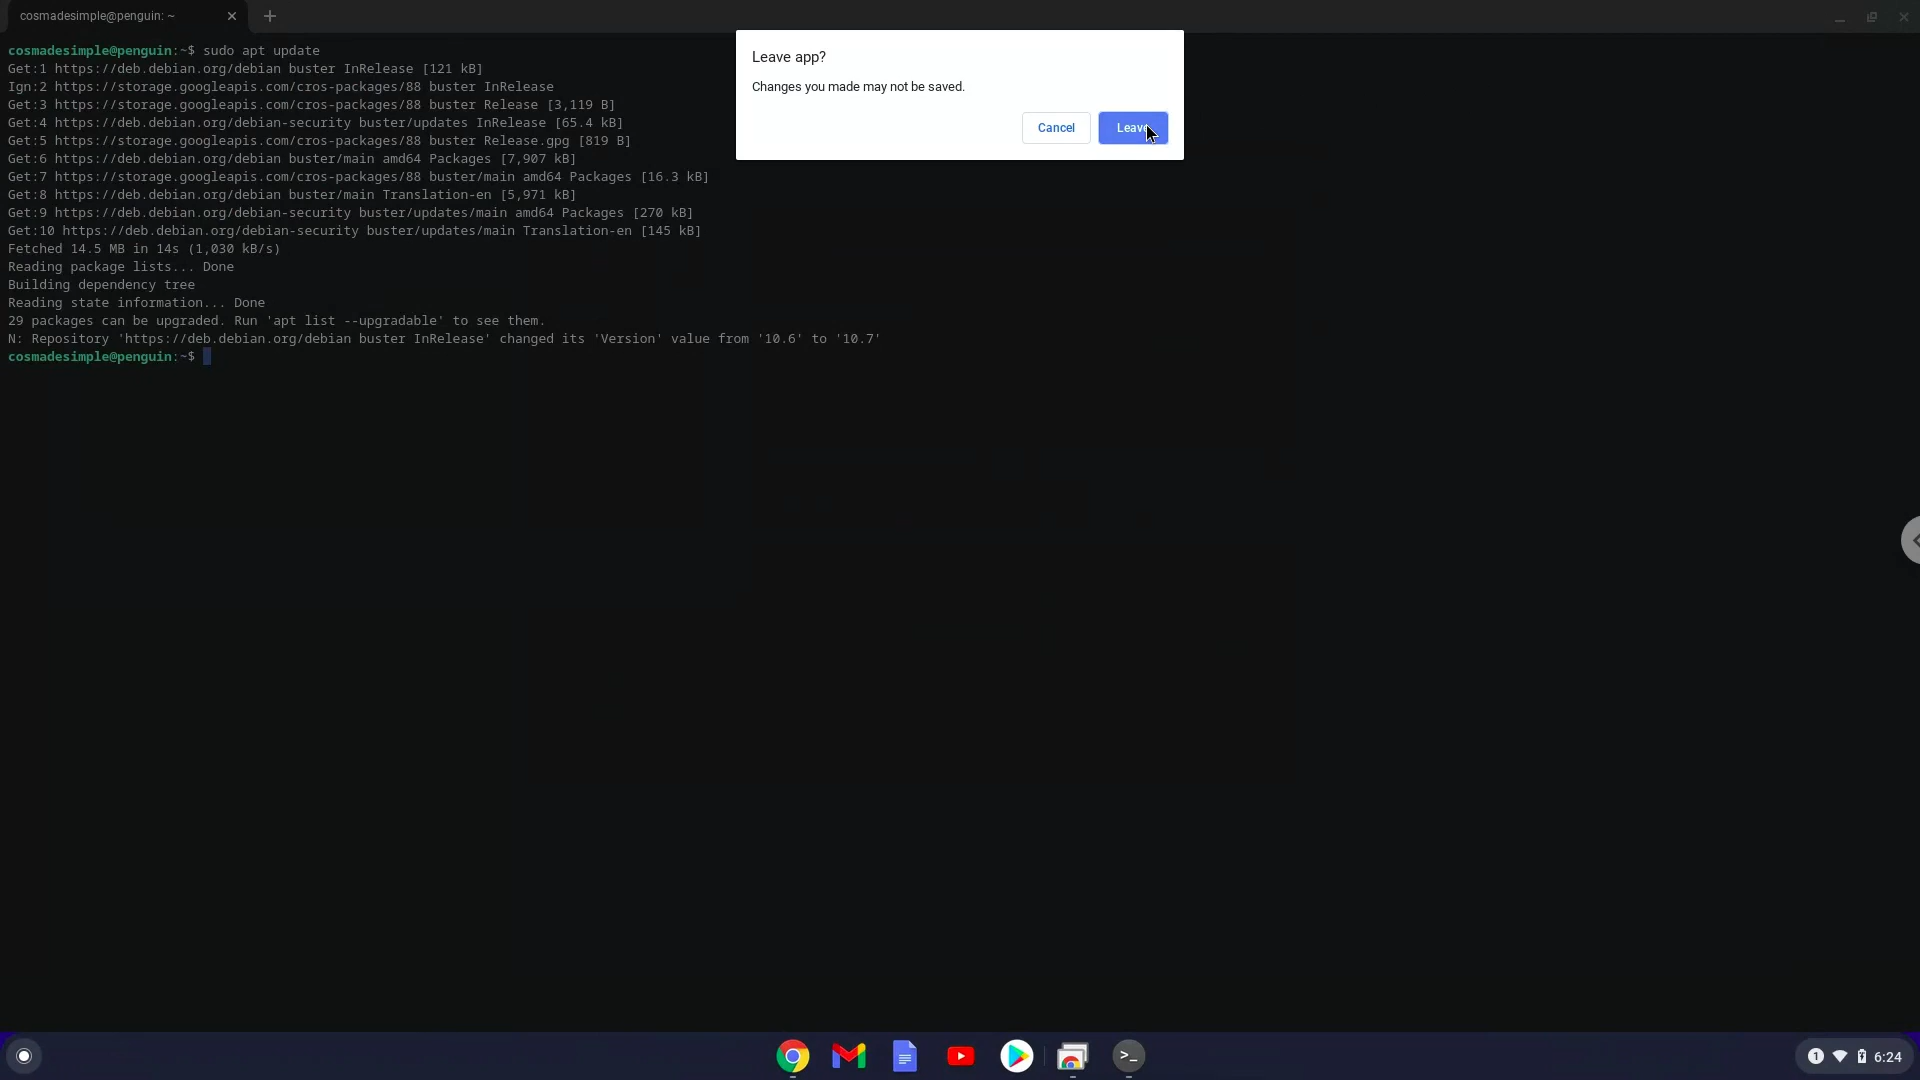 cosmadesimple@penguin: ~
cosmadesimple@penguin:~$ sudo apt update
Get:1 https://deb.debian.org/debian buster InRelease [121 kB]
Ign:2 https://storage.googleapis.com/cros-packages/88 buster InRelease
Get:3 https://storage.googleapis.com/cros-packages/88 buster Release [3,119 B]
Get:4 https://deb.debian.org/debian-security buster/updates InRelease [65.4 kB]
Get:5 https://storage.googleapis.com/cros-packages/88 buster Release.gpg [819 B]
Get:6 https://deb.debian.org/debian buster/main amd64 Packages [7,907 kB]
Get:7 https://storage.googleapis.com/cros-packages/88 buster/main amd64 Packages [16.3 kB]
Get:8 https://deb.debian.org/debian buster/main Translation-en [5,971 kB]
Get:9 https://deb.debian.org/debian-security buster/updates/main amd64 Packages [270 kB]
Get:10 https://deb.debian.org/debian-security buster/updates/main Translation-en [145 kB]
Fetched 14.5 MB in 14s (1,030 kB/s)
Reading package lists... Done
Building dependency tree
Reading state information... Done
29 packages can be upgraded. Run 'apt list --upgradable' to see them.
N: Repository 'https://deb.debian.org/debian buster InRelease' changed its 'Version' value from '10.6' to '10.7'
cosmadesimple@penguin:~$
Leave app?
Changes you made may not be saved.
Cancel
Leave
1
6:24